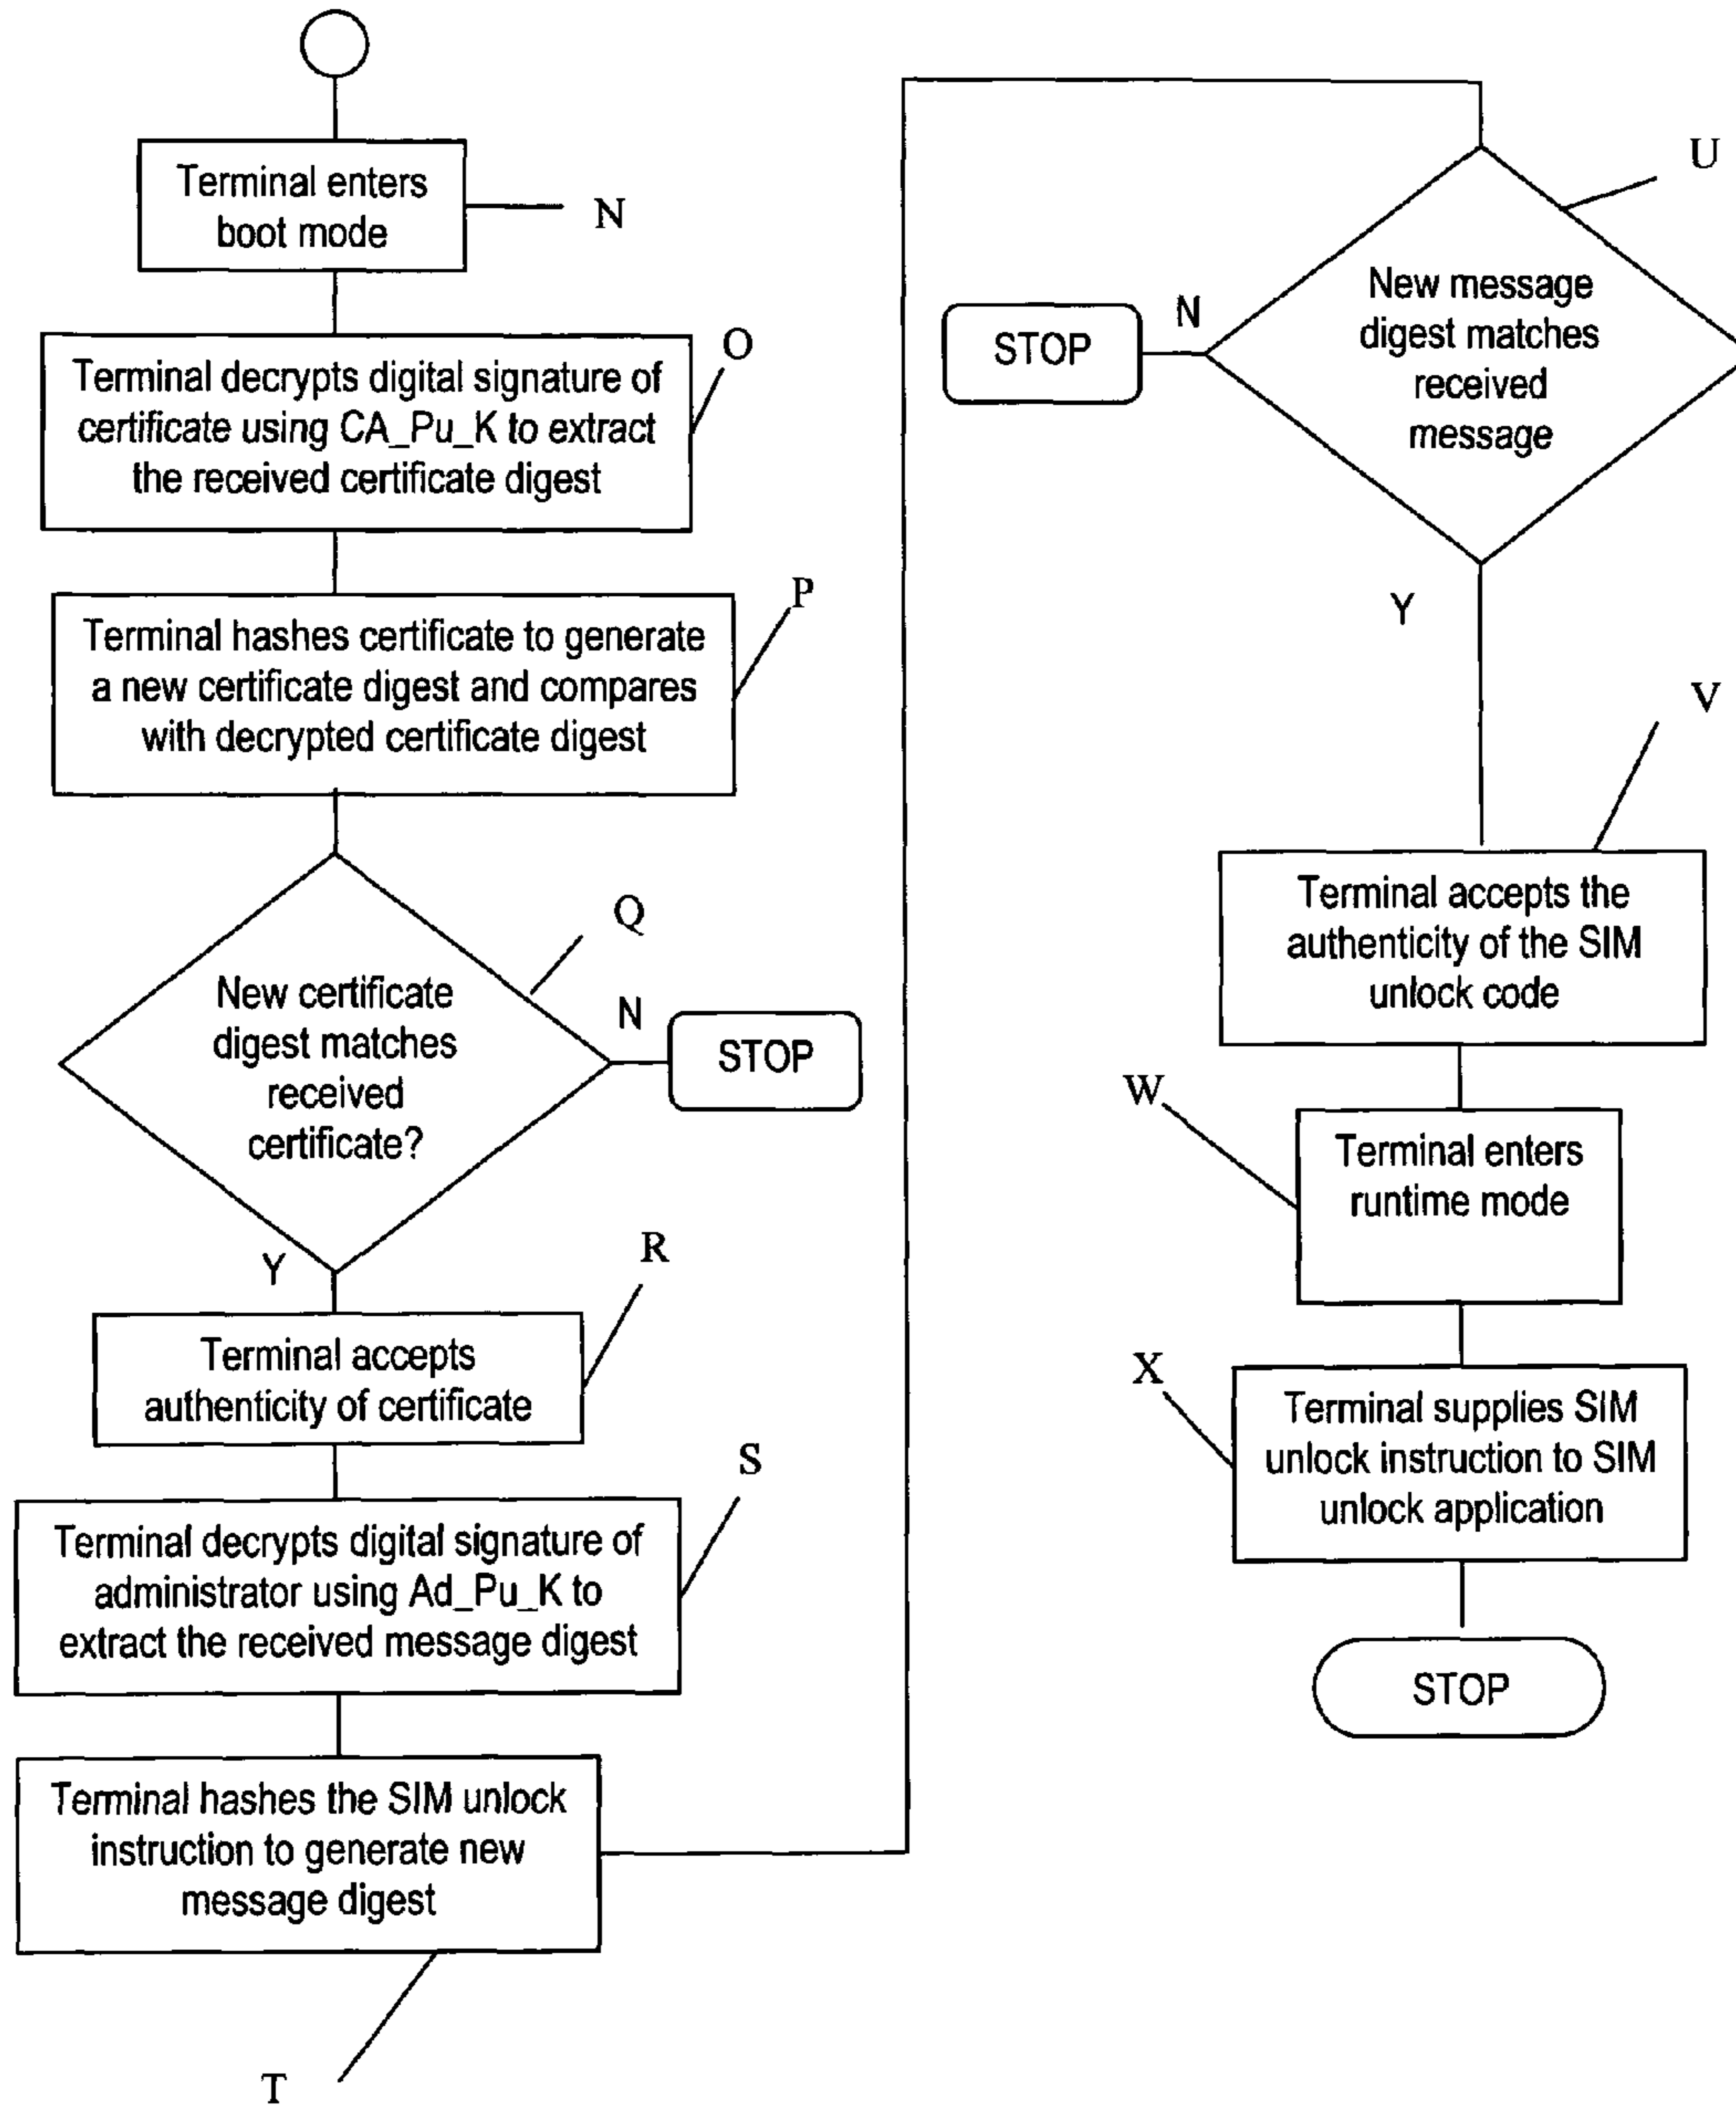 Terminal enters
boot mode
N
Terminal decrypts digital signature of
certificate using CA_Pu_K to extract
the received certificate digest
O
Terminal hashes certificate to generate
a new certificate digest and compares
with decrypted certificate digest
P
New certificate
digest matches
received
certificate?
Q
N
STOP
Y
Terminal accepts
authenticity of certificate
R
Terminal decrypts digital signature of
administrator using Ad_Pu_K to
extract the received message digest
S
Terminal hashes the SIM unlock
instruction to generate new
message digest
T
New message
digest matches
received
message
U
N
STOP
Y
Terminal accepts the
authenticity of the SIM
unlock code
V
Terminal enters
runtime mode
W
Terminal supplies SIM
unlock instruction to SIM
unlock application
X
STOP